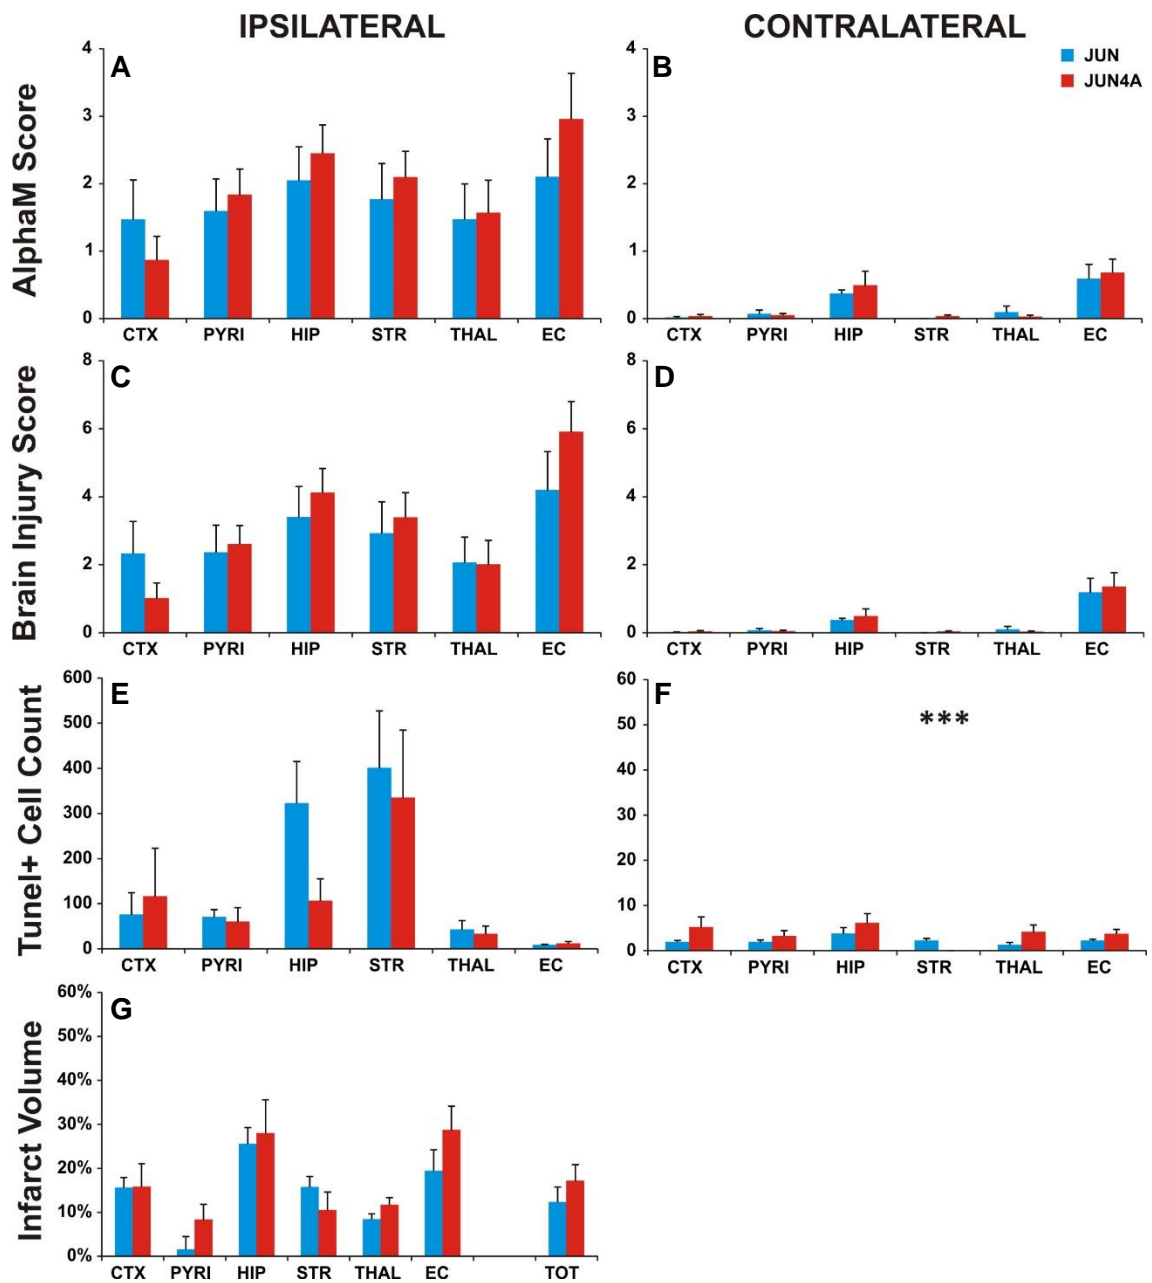 IPSILATERAL
CONTRALATERAL
JUN
JUN4A
AlphaM Score
A
4
3
2
1
0
CTX PYRI HIP STR THAL EC
B
4
3
2
1
0
CTX PYRI HIP STR THAL EC
Brain Injury Score
C
8
6
4
2
0
CTX PYRI HIP STR THAL EC
D
8
6
4
2
0
CTX PYRI HIP STR THAL EC
Tunel+ Cell Count
E
600
500
400
300
200
100
0
CTX PYRI HIP STR THAL EC
F
***
60
50
40
30
20
10
0
CTX PYRI HIP STR THAL EC
Infarct Volume
G
60%
50%
40%
30%
20%
10%
0%
CTX PYRI HIP STR THAL EC TOT